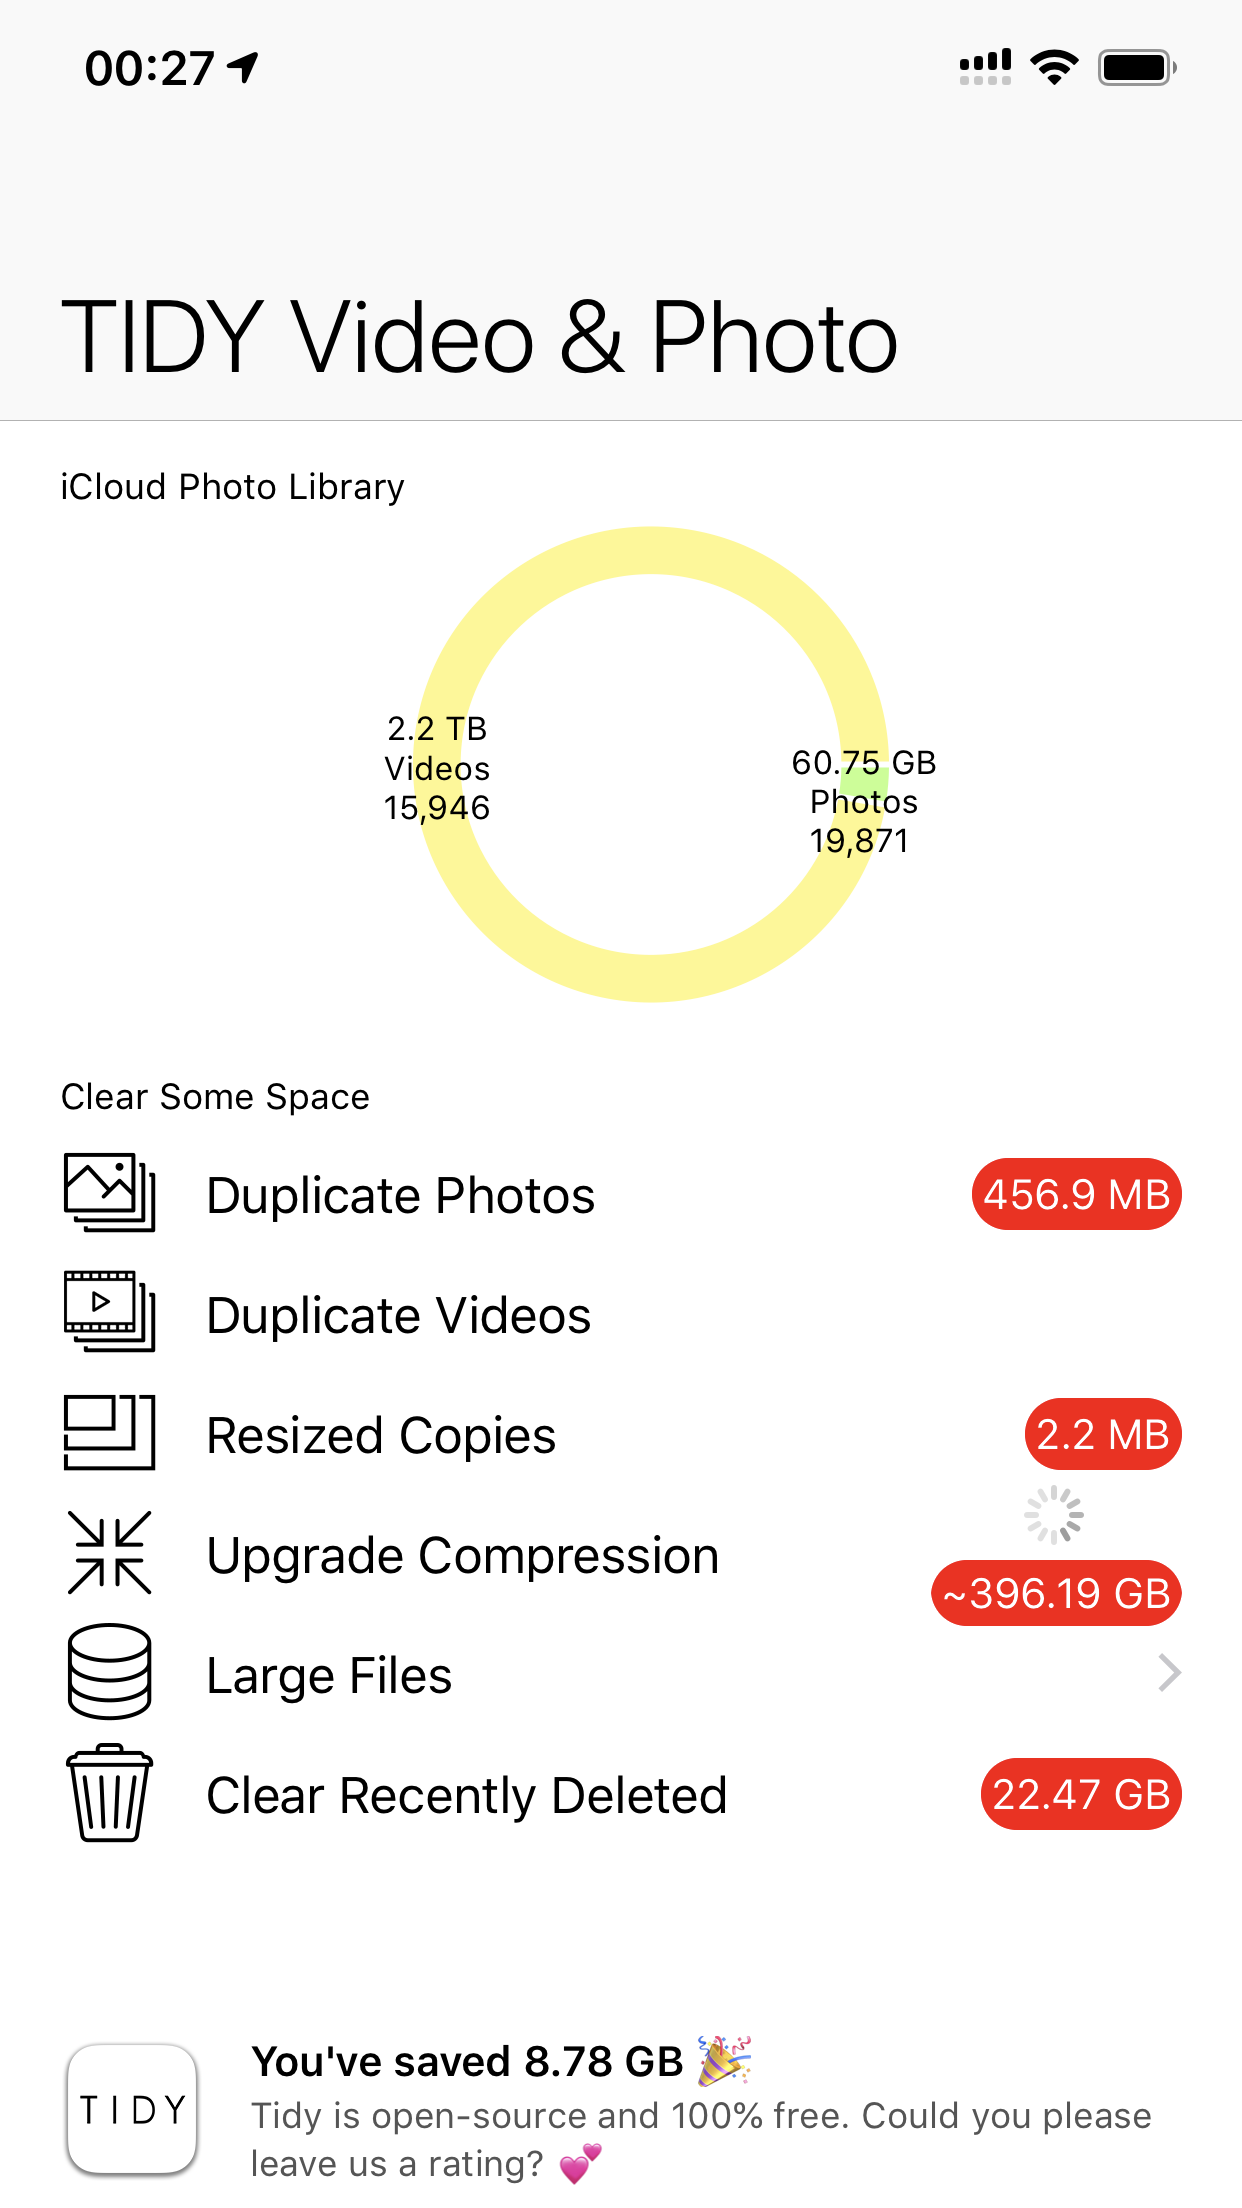 00:27
TIDY Video & Photo
iCloud Photo Library
2.2 TB
Videos
15,946
60.75 GB
Photos
19,871
Clear Some Space
Duplicate Photos 456.9 MB
Duplicate Videos
Resized Copies 2.2 MB
Upgrade Compression ~396.19 GB
Large Files
Clear Recently Deleted 22.47 GB
TIDY
You've saved 8.78 GB 🎉
Tidy is open-source and 100% free. Could you please
leave us a rating? 💕